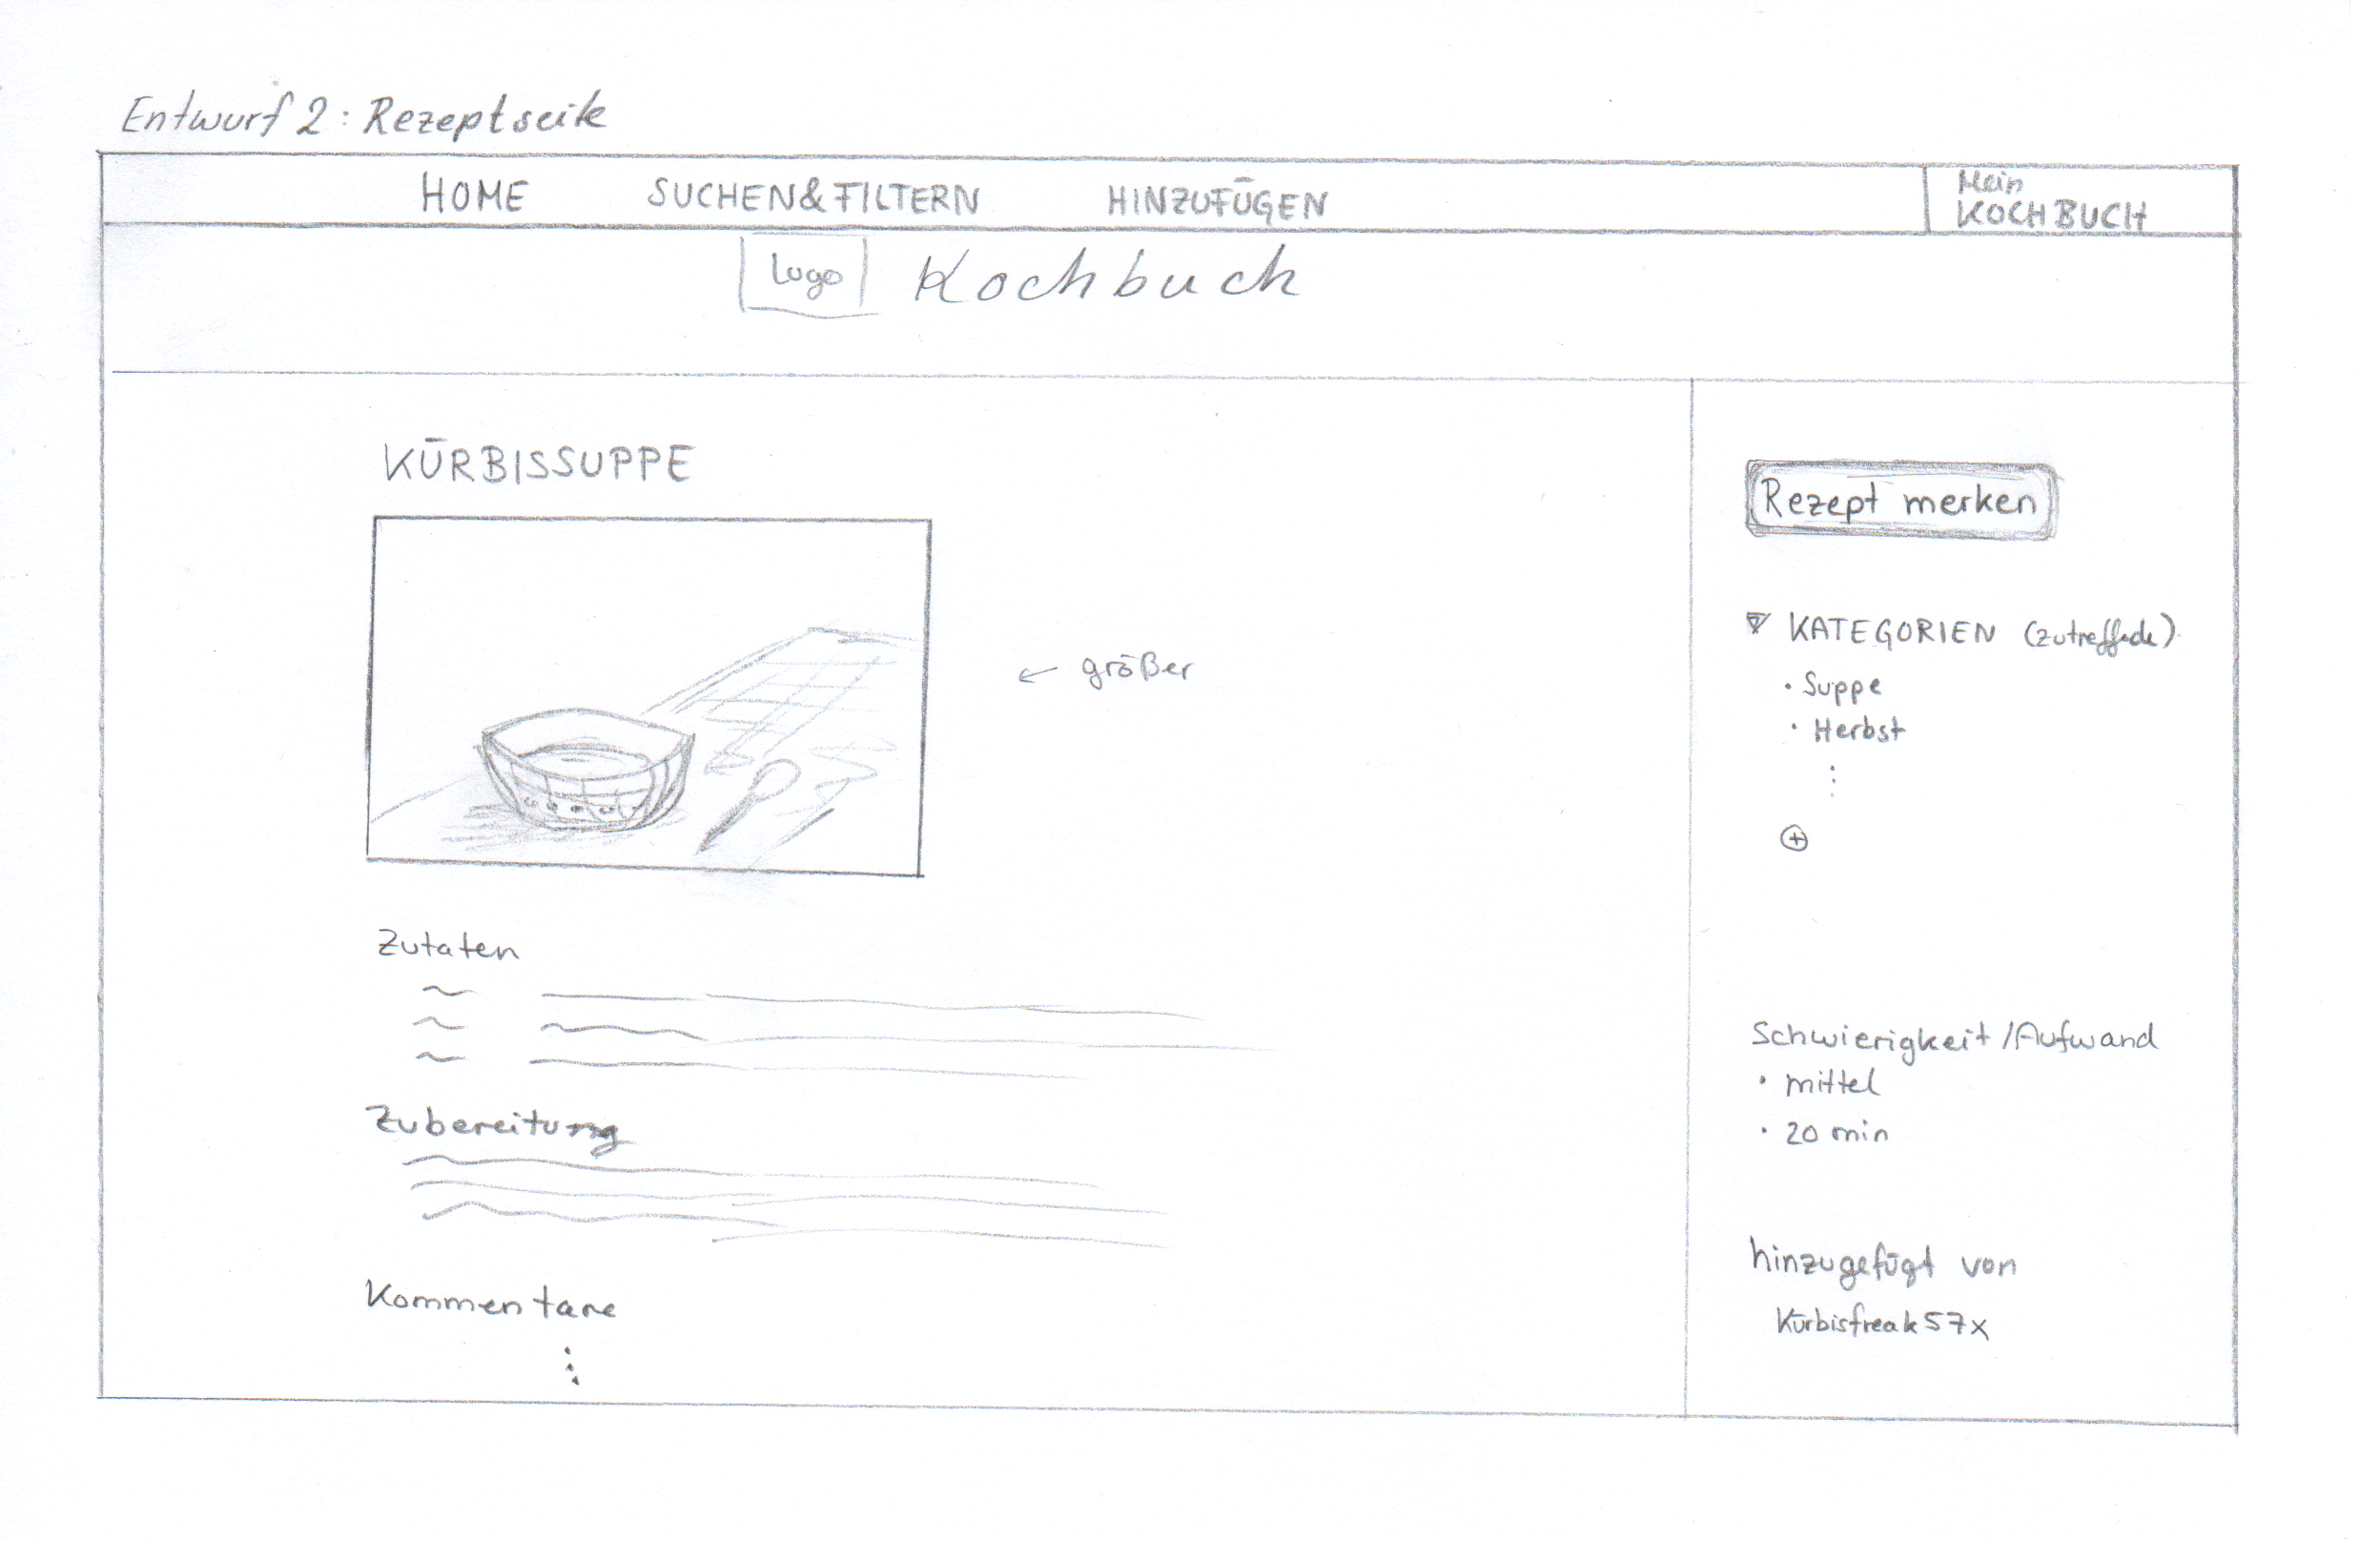 Entwurf 2: Rezeptseite
HOME SUCHEN&FILTERN HINZUFÜGEN Mein KOCHBUCH
Logo Kochbuch
KÜRBISSUPPE
← größer
Zutaten
Zubereitung
Kommentare
Rezept merken
▽ KATEGORIEN (zutreffede)
• Suppe
• Herbst
⋮
⊕
Schwierigkeit/Aufwand
• mittel
• 20 min
hinzugefügt von
Kürbisfreak57x